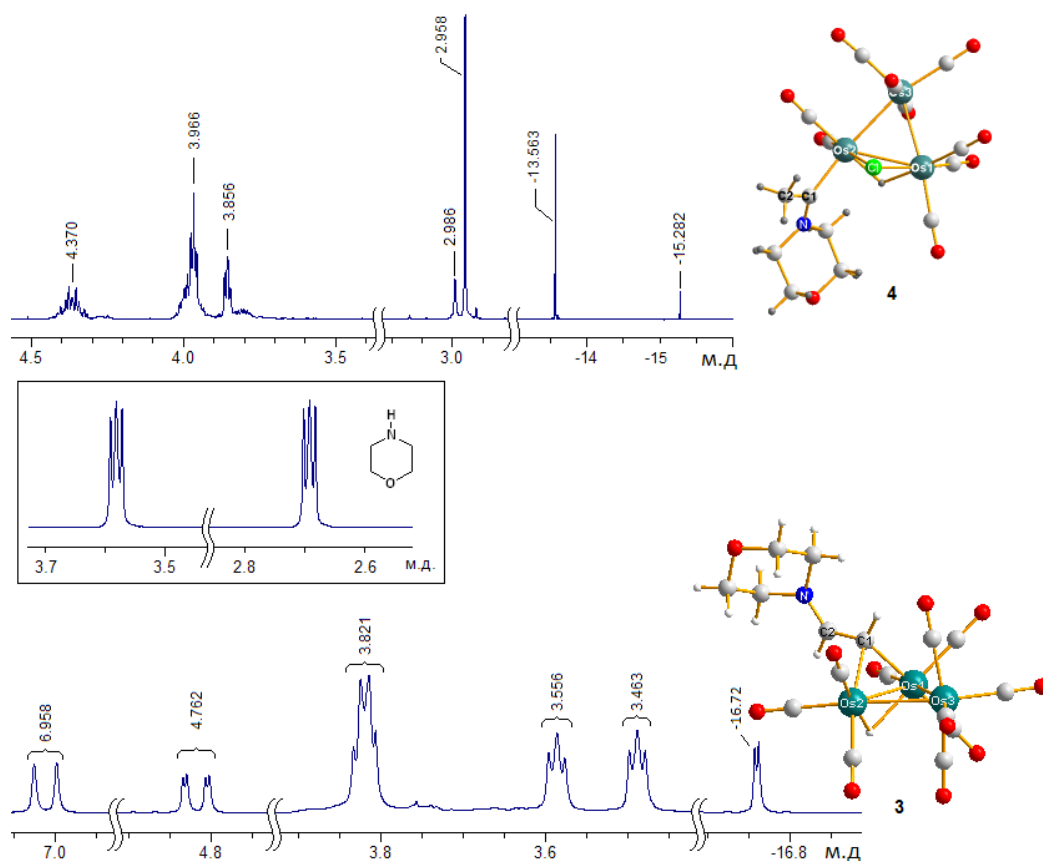 4.370
3.966
3.856
2.986
2.958
-13.563
-15.282
4.5 4.0 3.5 3.0 -14 -15 м.д
Os3
Os2
Cl
Os1
C2
C1
N
4
H
N
O
3.7 3.5 2.8 2.6 м.д.
6.958
4.762
3.821
3.556
3.463
-16.72
7.0 4.8 3.8 3.6 -16.8 м.д
N
C2
C1
Os1
Os2
Os3
3